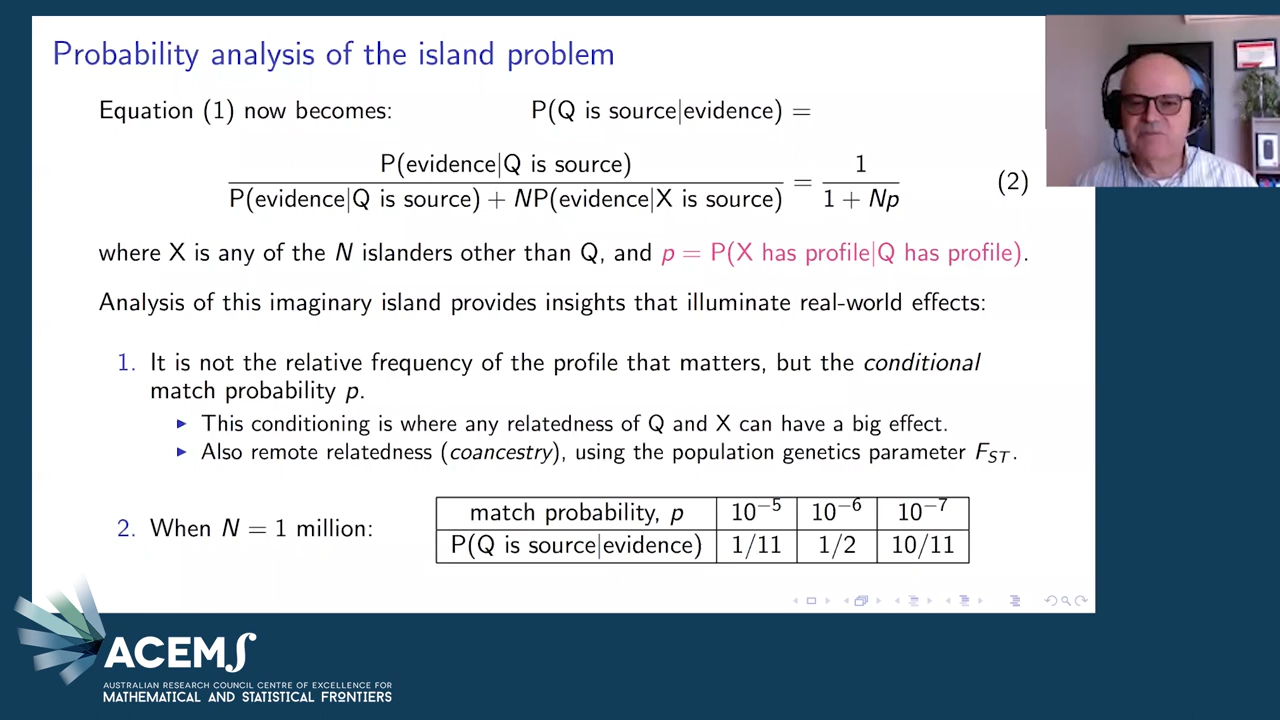 Probability analysis of the island problem
Equation (1) now becomes: P(Q is source|evidence) =
P(evidence|Q is source)
P(evidence|Q is source) + NP(evidence|X is source)
= 1
1 + Np
(2)
where X is any of the N islanders other than Q, and p = P(X has profile|Q has profile).
Analysis of this imaginary island provides insights that illuminate real-world effects:
1. It is not the relative frequency of the profile that matters, but the conditional
match probability p.
▶ This conditioning is where any relatedness of Q and X can have a big effect.
▶ Also remote relatedness (coancestry), using the population genetics parameter F_ST.
2. When N = 1 million:
match probability, p 10⁻⁵ 10⁻⁶ 10⁻⁷
P(Q is source|evidence) 1/11 1/2 10/11
ACEMS
AUSTRALIAN RESEARCH COUNCIL CENTRE OF EXCELLENCE FOR
MATHEMATICAL AND STATISTICAL FRONTIERS